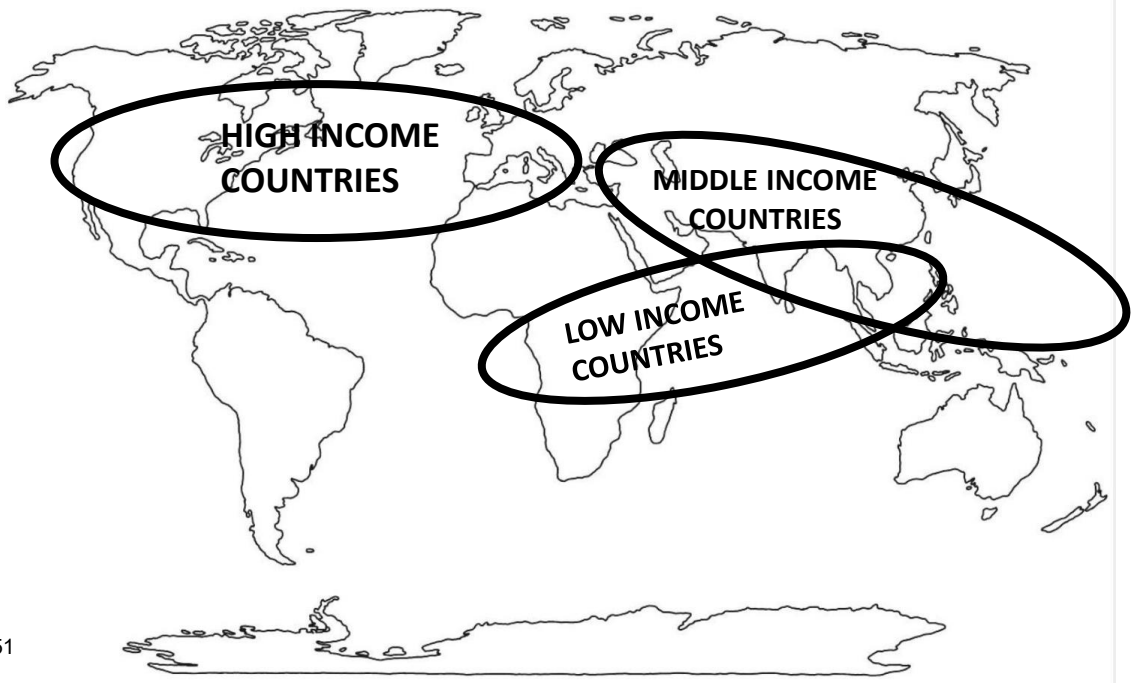 HIGH INCOME
COUNTRIES
MIDDLE INCOME
COUNTRIES
LOW INCOME
COUNTRIES
51